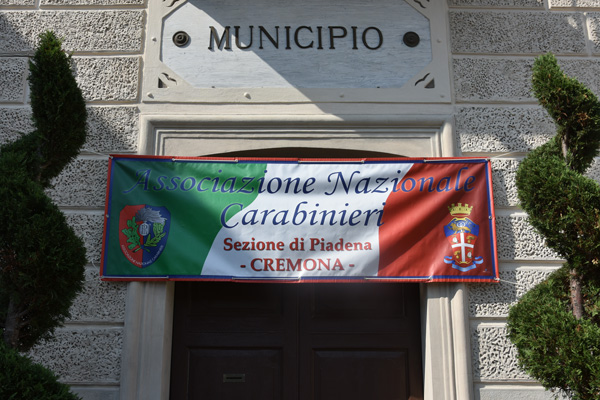 MUNICIPIO
Associazione Nazionale
Carabinieri
Sezione di Piadena
- CREMONA -